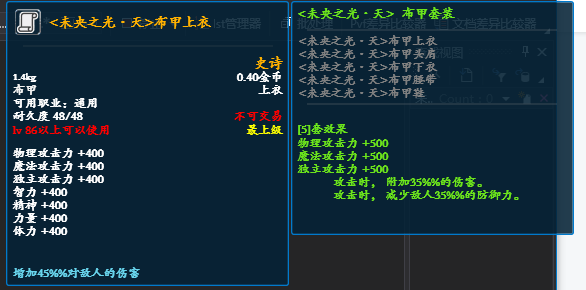 <未央之光·天>布甲上衣
史诗
1.4kg
0.40金币
布甲
上衣
可用职业：通用
耐久度 48/48
不可交易
lv 86以上可以使用
最上级
物理攻击力 +400
魔法攻击力 +400
独立攻击力 +400
智力 +400
精神 +400
力量 +400
体力 +400
增加45%%对敌人的伤害
<未央之光·天> 布甲套装
<未央之光·天>布甲上衣
<未央之光·天>布甲头肩
<未央之光·天>布甲下衣
<未央之光·天>布甲腰带
<未央之光·天>布甲鞋
[5]套效果
物理攻击力 +500
魔法攻击力 +500
独立攻击力 +500
攻击时, 附加35%%的伤害。
攻击时, 减少敌人35%%的防御力。